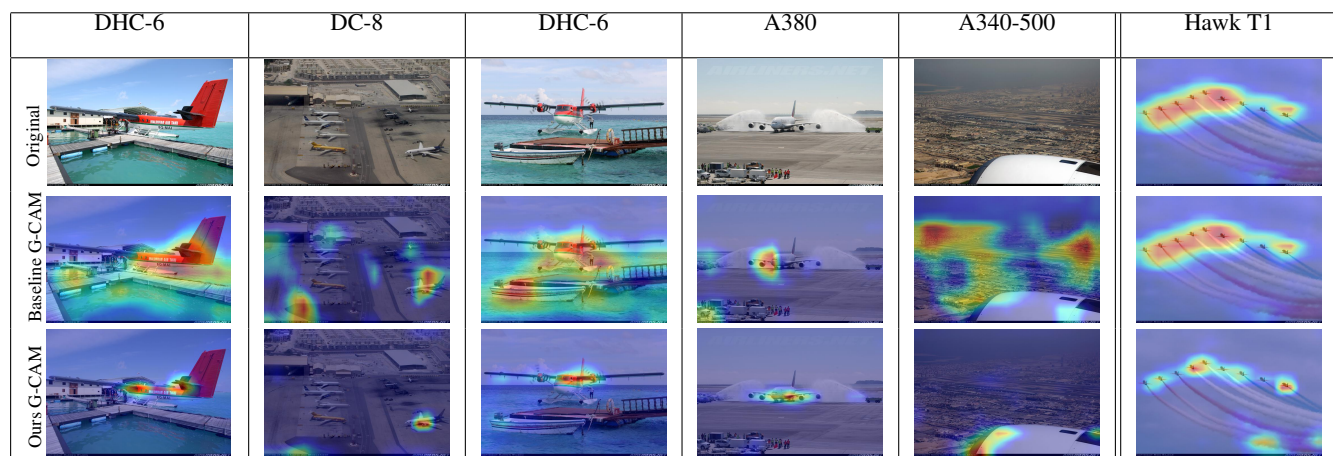 DHC-6 DC-8 DHC-6 A380 A340-500 Hawk T1
Original
Baseline G-CAM
Ours G-CAM